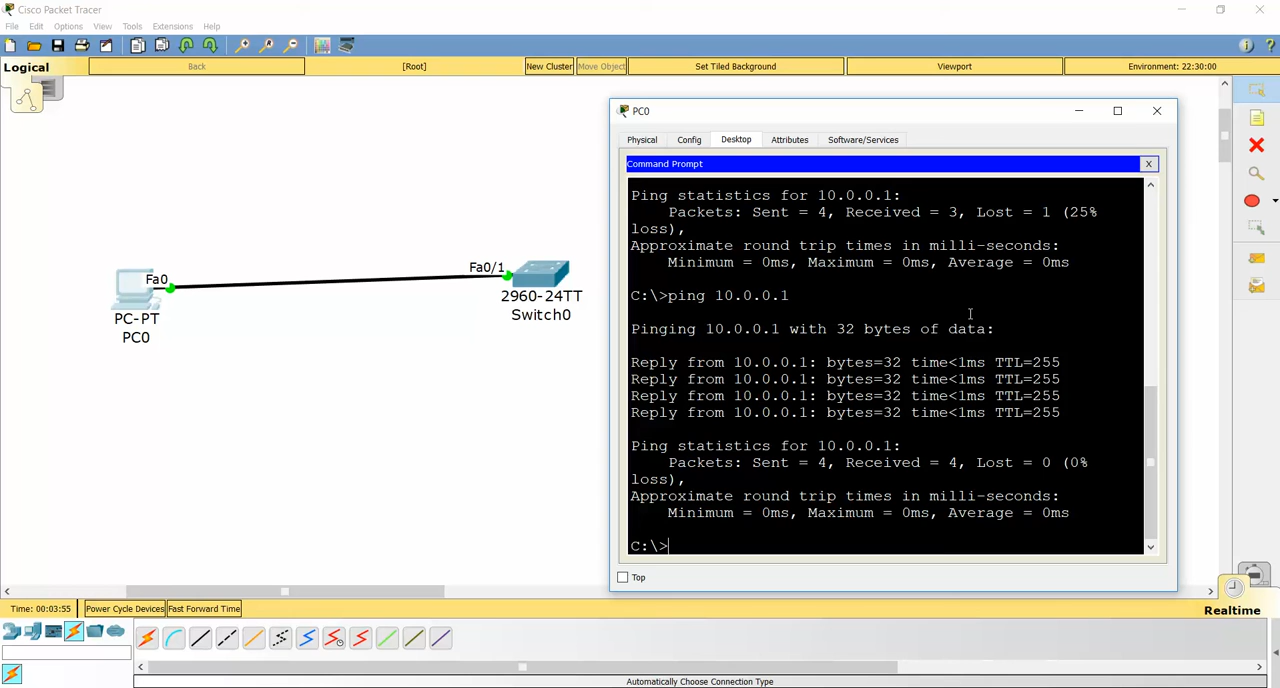 Cisco Packet Tracer
File Edit Options View Tools Extensions Help
Logical Back [Root] New Cluster Move Object Set Tiled Background Viewport Environment: 22:30:00
Fa0
PC-PT
PC0
Fa0/1
2960-24TT
Switch0
PC0
Physical Config Desktop Attributes Software/Services
Command Prompt X
Ping statistics for 10.0.0.1:
Packets: Sent = 4, Received = 3, Lost = 1 (25%
loss),
Approximate round trip times in milli-seconds:
Minimum = 0ms, Maximum = 0ms, Average = 0ms
C:\>ping 10.0.0.1
Pinging 10.0.0.1 with 32 bytes of data:
Reply from 10.0.0.1: bytes=32 time<1ms TTL=255
Reply from 10.0.0.1: bytes=32 time<1ms TTL=255
Reply from 10.0.0.1: bytes=32 time<1ms TTL=255
Reply from 10.0.0.1: bytes=32 time<1ms TTL=255
Ping statistics for 10.0.0.1:
Packets: Sent = 4, Received = 4, Lost = 0 (0%
loss),
Approximate round trip times in milli-seconds:
Minimum = 0ms, Maximum = 0ms, Average = 0ms
C:\>
Top
Time: 00:03:55 Power Cycle Devices Fast Forward Time
Realtime
Automatically Choose Connection Type